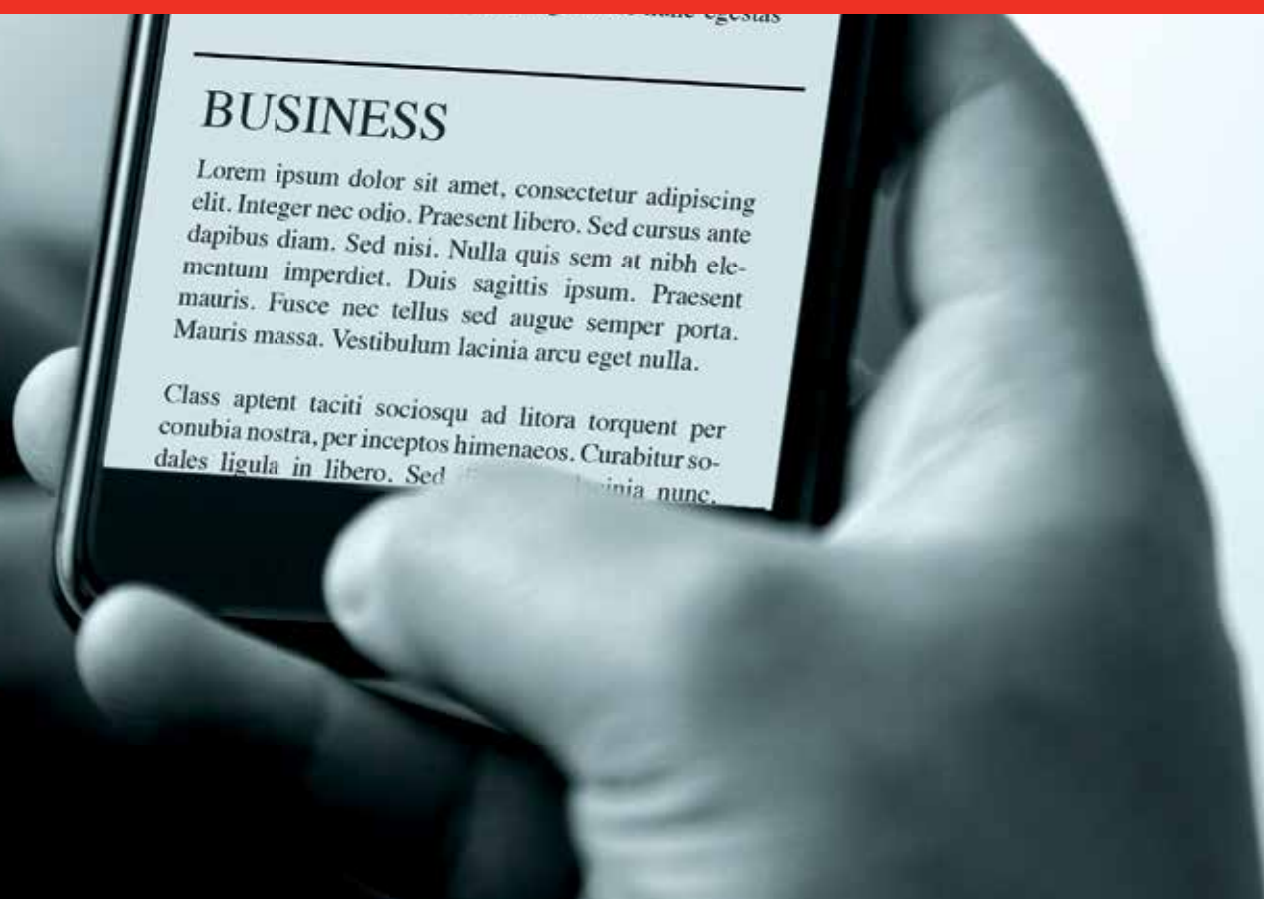 egestas
BUSINESS
Lorem ipsum dolor sit amet, consectetur adipiscing
elit. Integer nec odio. Praesent libero. Sed cursus ante
dapibus diam. Sed nisi. Nulla quis sem at nibh ele-
mentum imperdiet. Duis sagittis ipsum. Praesent
mauris. Fusce nec tellus sed augue semper porta.
Mauris massa. Vestibulum lacinia arcu eget nulla.
Class aptent taciti sociosqu ad litora torquent per
conubia nostra, per inceptos himenaeos. Curabitur so-
dales ligula in libero. Sed nunc.